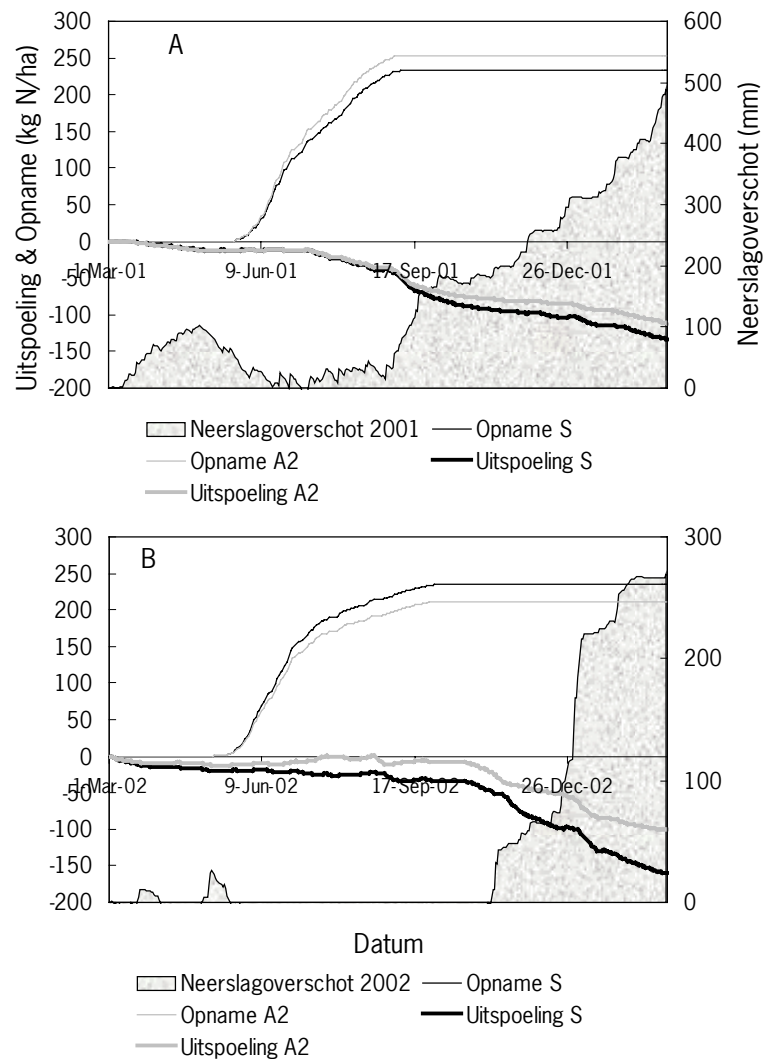 A
Uitspoeling & Opname (kg N/ha)
300
250
200
150
100
50
0
-50
-100
-150
-200
1-Mar-01 9-Jun-01 17-Sep-01 26-Dec-01
600
500
400
300
200
100
0
Neerslagoverschot (mm)
Neerslagoverschot 2001 Opname S
Opname A2 Uitspoeling S
Uitspoeling A2
B
300
250
200
150
100
50
0
-50
-100
-150
-200
1-Mar-02 9-Jun-02 17-Sep-02 26-Dec-02
300
200
100
0
Datum
Neerslagoverschot 2002 Opname S
Opname A2 Uitspoeling S
Uitspoeling A2